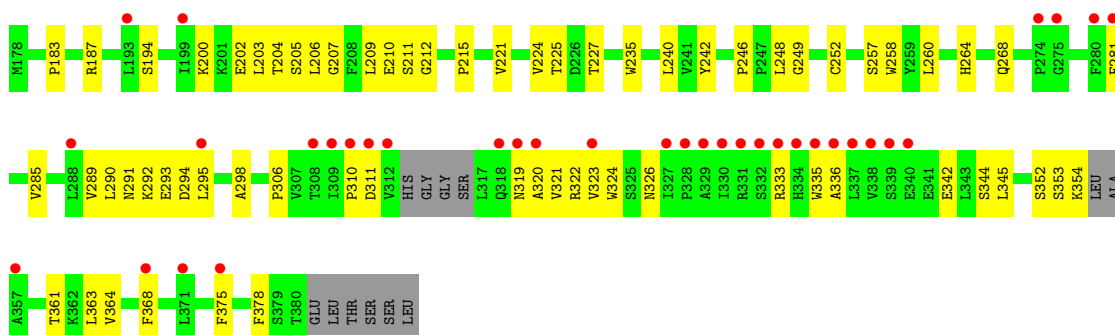 M178 P183 R187 L193 S194 I199 K200 K201 E202 L203 T204 S205 L206 G207 F208 L209 E210 S211 G212 P215 V221 V224 T225 D226 T227 W235 L240 V241 Y242 P246 P247 L248 G249 C252 S257 W258 Y259 L260 H264 Q268 P274 G275 F280
V285 L288 V289 L290 N291 K292 E293 D294 L295 A298 P306 V307 T308 I309 P310 D311 V312 HIS GLY GLY SER L317 Q318 N319 A320 V321 R322 V323 W324 S325 N326 I327 P328 A329 I330 R331 S332 R333 H334 W335 A336 L337 V338 S339 E340 E341 E342 L343 S344 L345 S352 S353 K354 LEU
A357 T361 K362 L363 V364 F368 L371 F375 F378 S379 T380 GLU LEU THR SER SER LEU